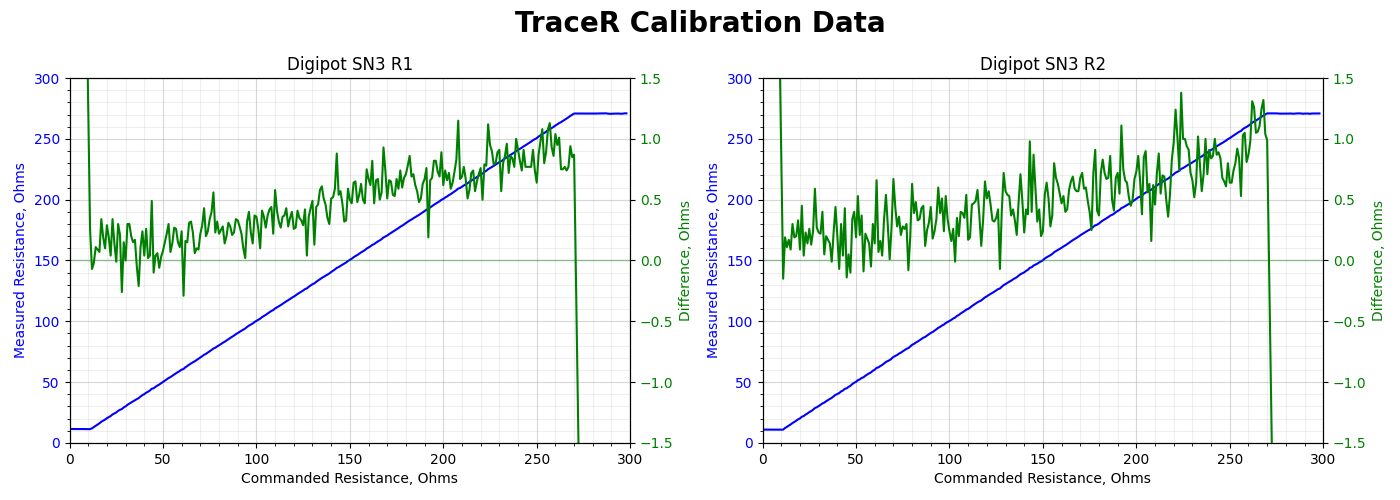 TraceR Calibration Data
Digipot SN3 R1
300
250
200
150
100
50
0
Measured Resistance, Ohms
1.5
1.0
0.5
0.0
−0.5
−1.0
−1.5
Difference, Ohms
0 50 100 150 200 250 300
Commanded Resistance, Ohms
Digipot SN3 R2
300
250
200
150
100
50
0
Measured Resistance, Ohms
1.5
1.0
0.5
0.0
−0.5
−1.0
−1.5
Difference, Ohms
0 50 100 150 200 250 300
Commanded Resistance, Ohms